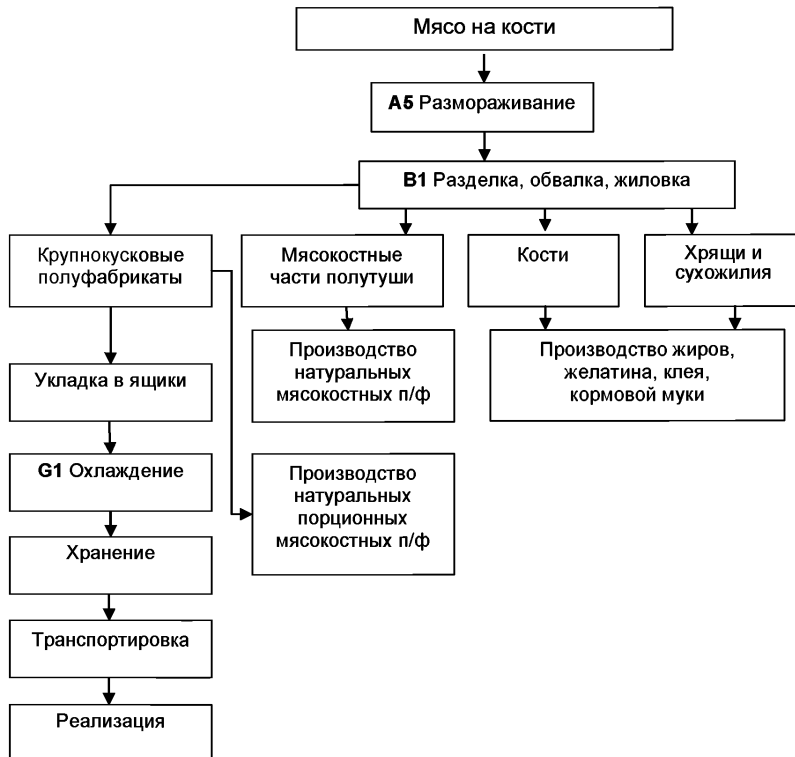 Мясо на кости
A5 Размораживание
B1 Разделка, обвалка, жиловка
Крупнокусковые
полуфабрикаты
Мясокостные
части полутуши
Кости
Хрящи и
сухожилия
Производство
натуральных
мясокостных п/ф
Производство жиров,
желатина, клея,
кормовой муки
Укладка в ящики
G1 Охлаждение
Производство
натуральных
порционных
мясокостных п/ф
Хранение
Транспортировка
Реализация